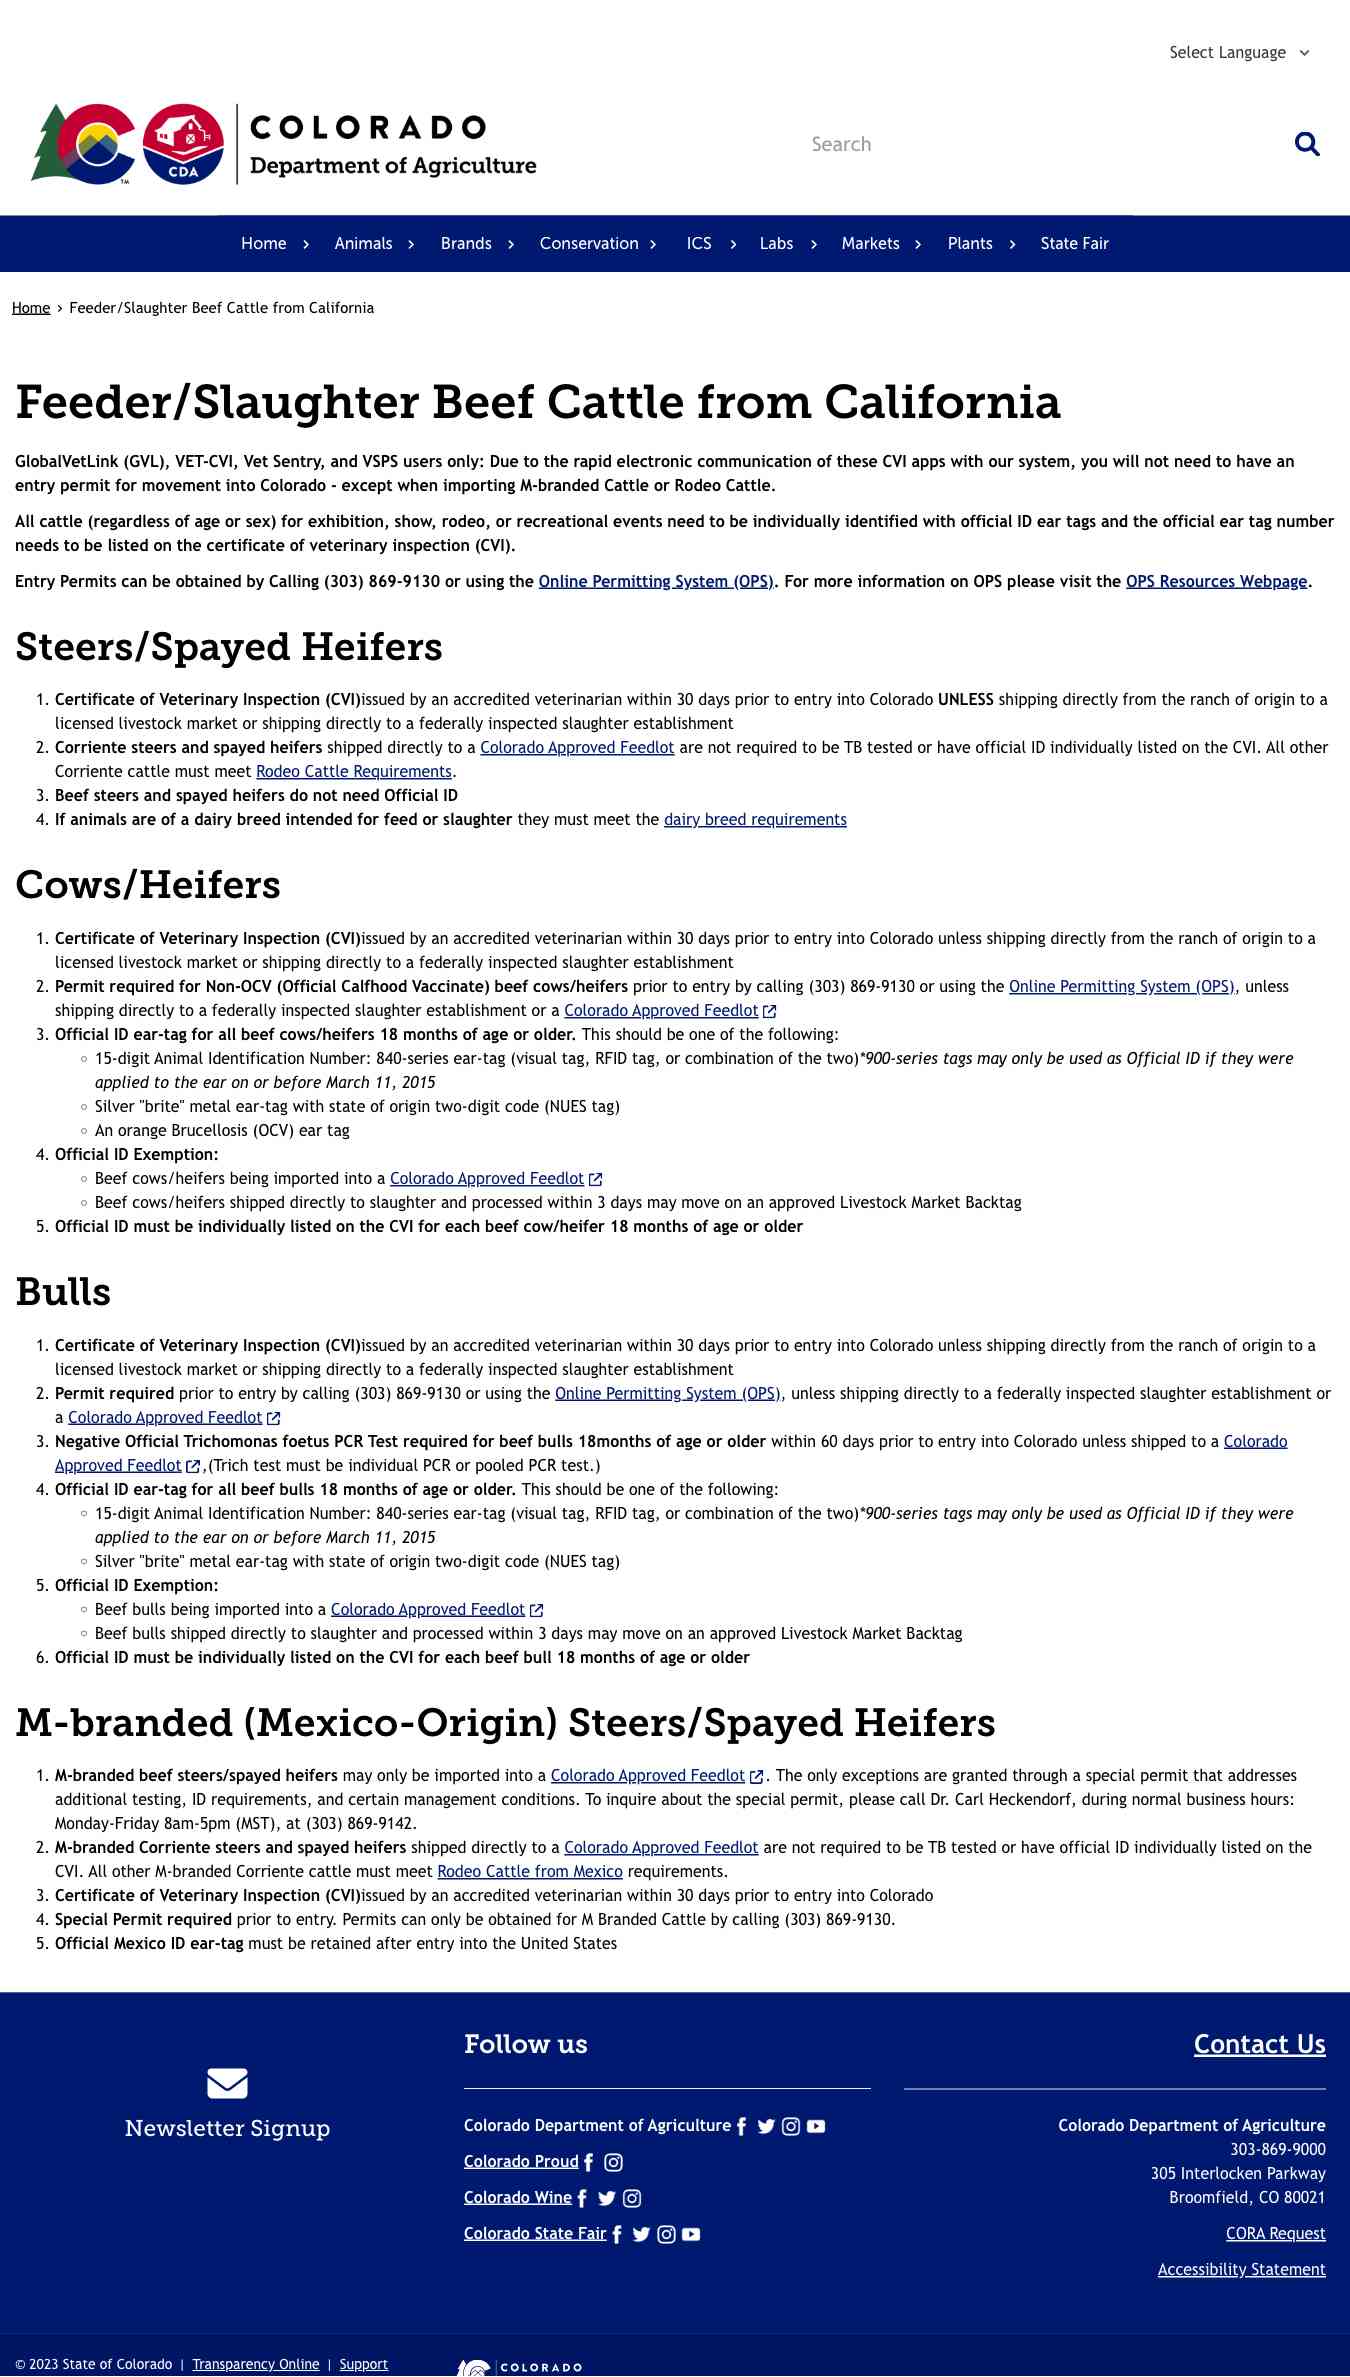 Select Language
CDA
TM
COLORADO
Department of Agriculture
Search
Home Animals Brands Conservation ICS Labs Markets Plants State Fair
Home › Feeder/Slaughter Beef Cattle from California
Feeder/Slaughter Beef Cattle from California
GlobalVetLink (GVL), VET-CVI, Vet Sentry, and VSPS users only: Due to the rapid electronic communication of these CVI apps with our system, you will not need to have an
entry permit for movement into Colorado - except when importing M-branded Cattle or Rodeo Cattle.
All cattle (regardless of age or sex) for exhibition, show, rodeo, or recreational events need to be individually identified with official ID ear tags and the official ear tag number
needs to be listed on the certificate of veterinary inspection (CVI).
Entry Permits can be obtained by Calling (303) 869-9130 or using the Online Permitting System (OPS). For more information on OPS please visit the OPS Resources Webpage.
Steers/Spayed Heifers
1. Certificate of Veterinary Inspection (CVI)issued by an accredited veterinarian within 30 days prior to entry into Colorado UNLESS shipping directly from the ranch of origin to a
licensed livestock market or shipping directly to a federally inspected slaughter establishment
2. Corriente steers and spayed heifers shipped directly to a Colorado Approved Feedlot are not required to be TB tested or have official ID individually listed on the CVI. All other
Corriente cattle must meet Rodeo Cattle Requirements.
3. Beef steers and spayed heifers do not need Official ID
4. If animals are of a dairy breed intended for feed or slaughter they must meet the dairy breed requirements
Cows/Heifers
1. Certificate of Veterinary Inspection (CVI)issued by an accredited veterinarian within 30 days prior to entry into Colorado unless shipping directly from the ranch of origin to a
licensed livestock market or shipping directly to a federally inspected slaughter establishment
2. Permit required for Non-OCV (Official Calfhood Vaccinate) beef cows/heifers prior to entry by calling (303) 869-9130 or using the Online Permitting System (OPS), unless
shipping directly to a federally inspected slaughter establishment or a Colorado Approved Feedlot
3. Official ID ear-tag for all beef cows/heifers 18 months of age or older. This should be one of the following:
○ 15-digit Animal Identification Number: 840-series ear-tag (visual tag, RFID tag, or combination of the two)*900-series tags may only be used as Official ID if they were
applied to the ear on or before March 11, 2015
○ Silver "brite" metal ear-tag with state of origin two-digit code (NUES tag)
○ An orange Brucellosis (OCV) ear tag
4. Official ID Exemption:
○ Beef cows/heifers being imported into a Colorado Approved Feedlot
○ Beef cows/heifers shipped directly to slaughter and processed within 3 days may move on an approved Livestock Market Backtag
5. Official ID must be individually listed on the CVI for each beef cow/heifer 18 months of age or older
Bulls
1. Certificate of Veterinary Inspection (CVI)issued by an accredited veterinarian within 30 days prior to entry into Colorado unless shipping directly from the ranch of origin to a
licensed livestock market or shipping directly to a federally inspected slaughter establishment
2. Permit required prior to entry by calling (303) 869-9130 or using the Online Permitting System (OPS), unless shipping directly to a federally inspected slaughter establishment or
a Colorado Approved Feedlot
3. Negative Official Trichomonas foetus PCR Test required for beef bulls 18months of age or older within 60 days prior to entry into Colorado unless shipped to a Colorado
Approved Feedlot ,(Trich test must be individual PCR or pooled PCR test.)
4. Official ID ear-tag for all beef bulls 18 months of age or older. This should be one of the following:
○ 15-digit Animal Identification Number: 840-series ear-tag (visual tag, RFID tag, or combination of the two)*900-series tags may only be used as Official ID if they were
applied to the ear on or before March 11, 2015
○ Silver "brite" metal ear-tag with state of origin two-digit code (NUES tag)
5. Official ID Exemption:
○ Beef bulls being imported into a Colorado Approved Feedlot
○ Beef bulls shipped directly to slaughter and processed within 3 days may move on an approved Livestock Market Backtag
6. Official ID must be individually listed on the CVI for each beef bull 18 months of age or older
M-branded (Mexico-Origin) Steers/Spayed Heifers
1. M-branded beef steers/spayed heifers may only be imported into a Colorado Approved Feedlot . The only exceptions are granted through a special permit that addresses
additional testing, ID requirements, and certain management conditions. To inquire about the special permit, please call Dr. Carl Heckendorf, during normal business hours:
Monday-Friday 8am-5pm (MST), at (303) 869-9142.
2. M-branded Corriente steers and spayed heifers shipped directly to a Colorado Approved Feedlot are not required to be TB tested or have official ID individually listed on the
CVI. All other M-branded Corriente cattle must meet Rodeo Cattle from Mexico requirements.
3. Certificate of Veterinary Inspection (CVI)issued by an accredited veterinarian within 30 days prior to entry into Colorado
4. Special Permit required prior to entry. Permits can only be obtained for M Branded Cattle by calling (303) 869-9130.
5. Official Mexico ID ear-tag must be retained after entry into the United States
Newsletter Signup
Follow us
Colorado Department of Agriculture
Colorado Proud
Colorado Wine
Colorado State Fair
Contact Us
Colorado Department of Agriculture
303-869-9000
305 Interlocken Parkway
Broomfield, CO 80021
CORA Request
Accessibility Statement
© 2023 State of Colorado | Transparency Online | Support
COLORADO